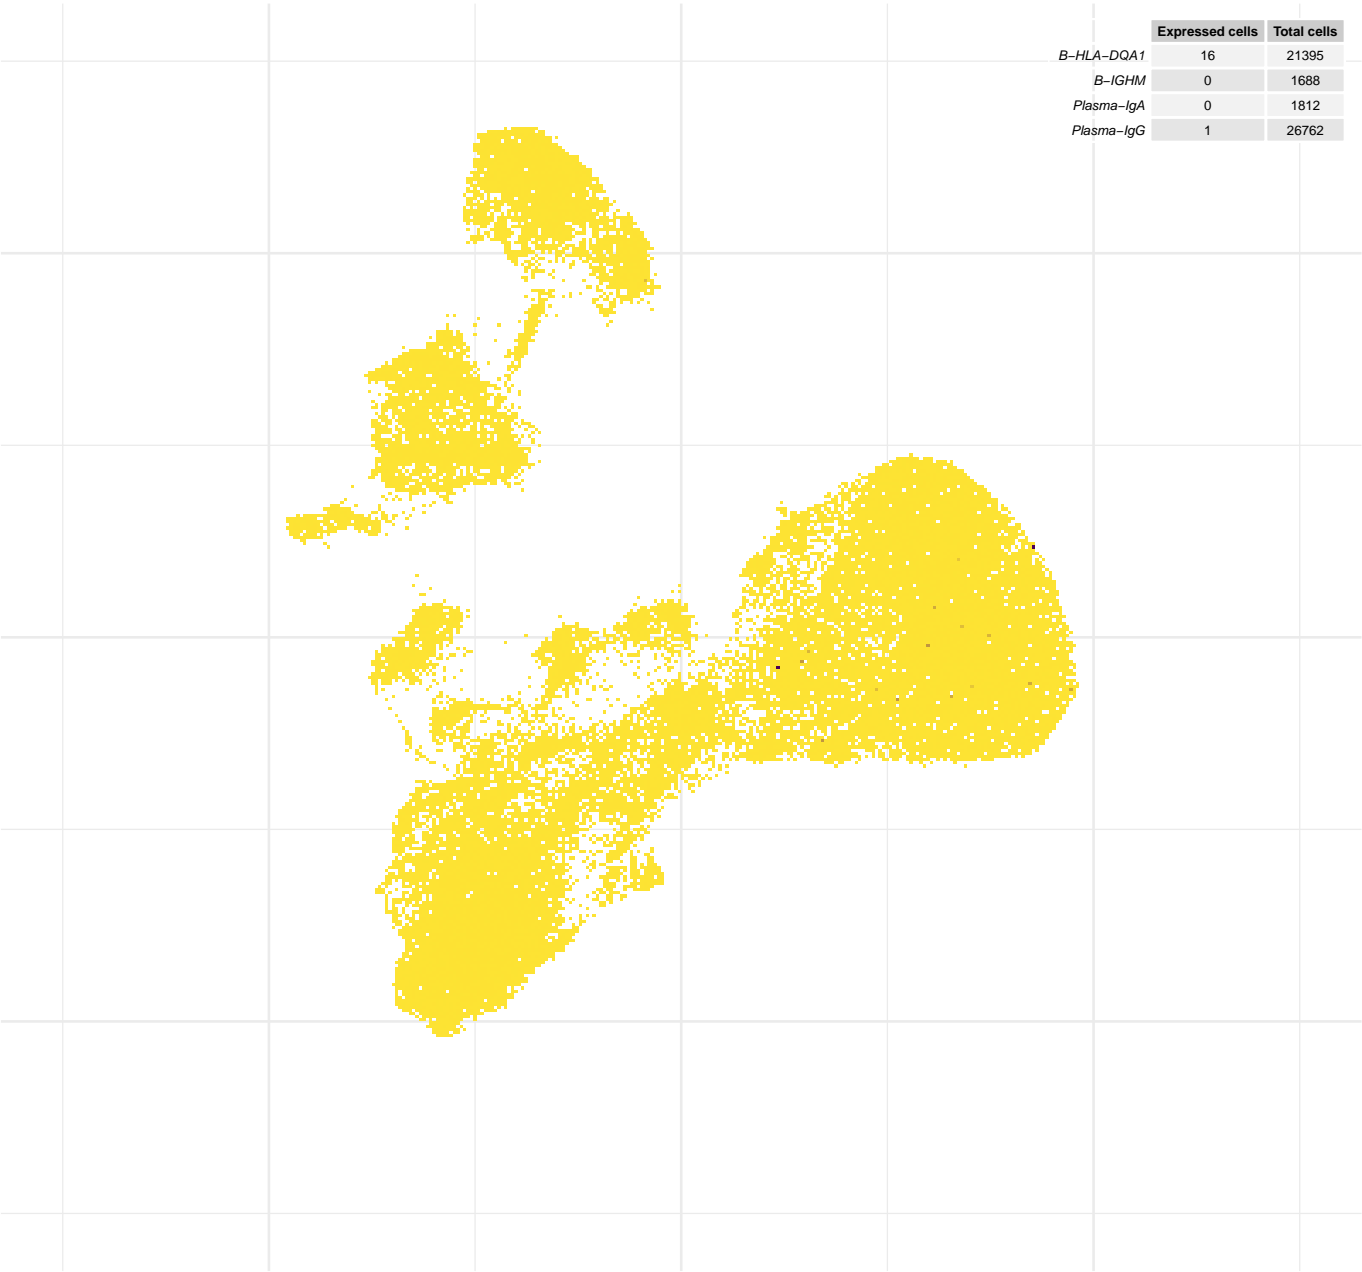 Expressed cells Total cells
B−HLA−DQA1 16 21395
B−IGHM 0 1688
Plasma−IgA 0 1812
Plasma−IgG 1 26762